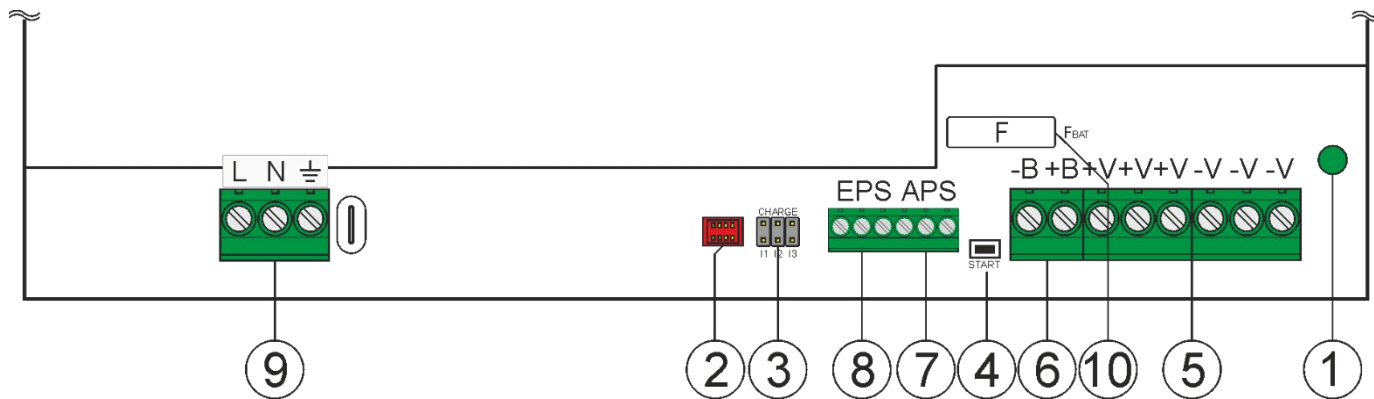 F FBAT
-B +B +V +V +V -V -V -V
L N
EPS APS
CHARGE
I1 I2 I3
START
9 2 3 8 7 4 6 10 5 1